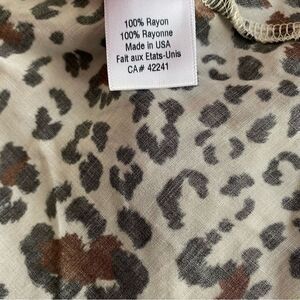 100% Rayon
100% Rayonne
Made in USA
Fait aux Etats-Unis
CA# 42241